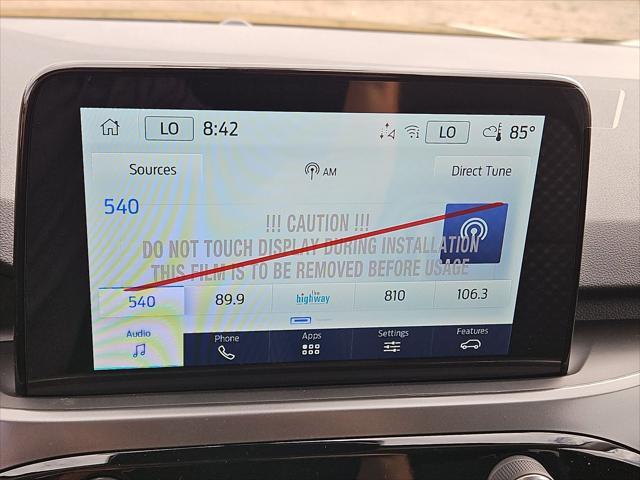 LO 8:42 LO 85°
Sources AM Direct Tune
540
!!! CAUTION !!!
DO NOT TOUCH DISPLAY DURING INSTALLATION
THIS FILM IS TO BE REMOVED BEFORE USAGE
540 89.9 the highway 810 106.3
Audio Phone Apps Settings Features